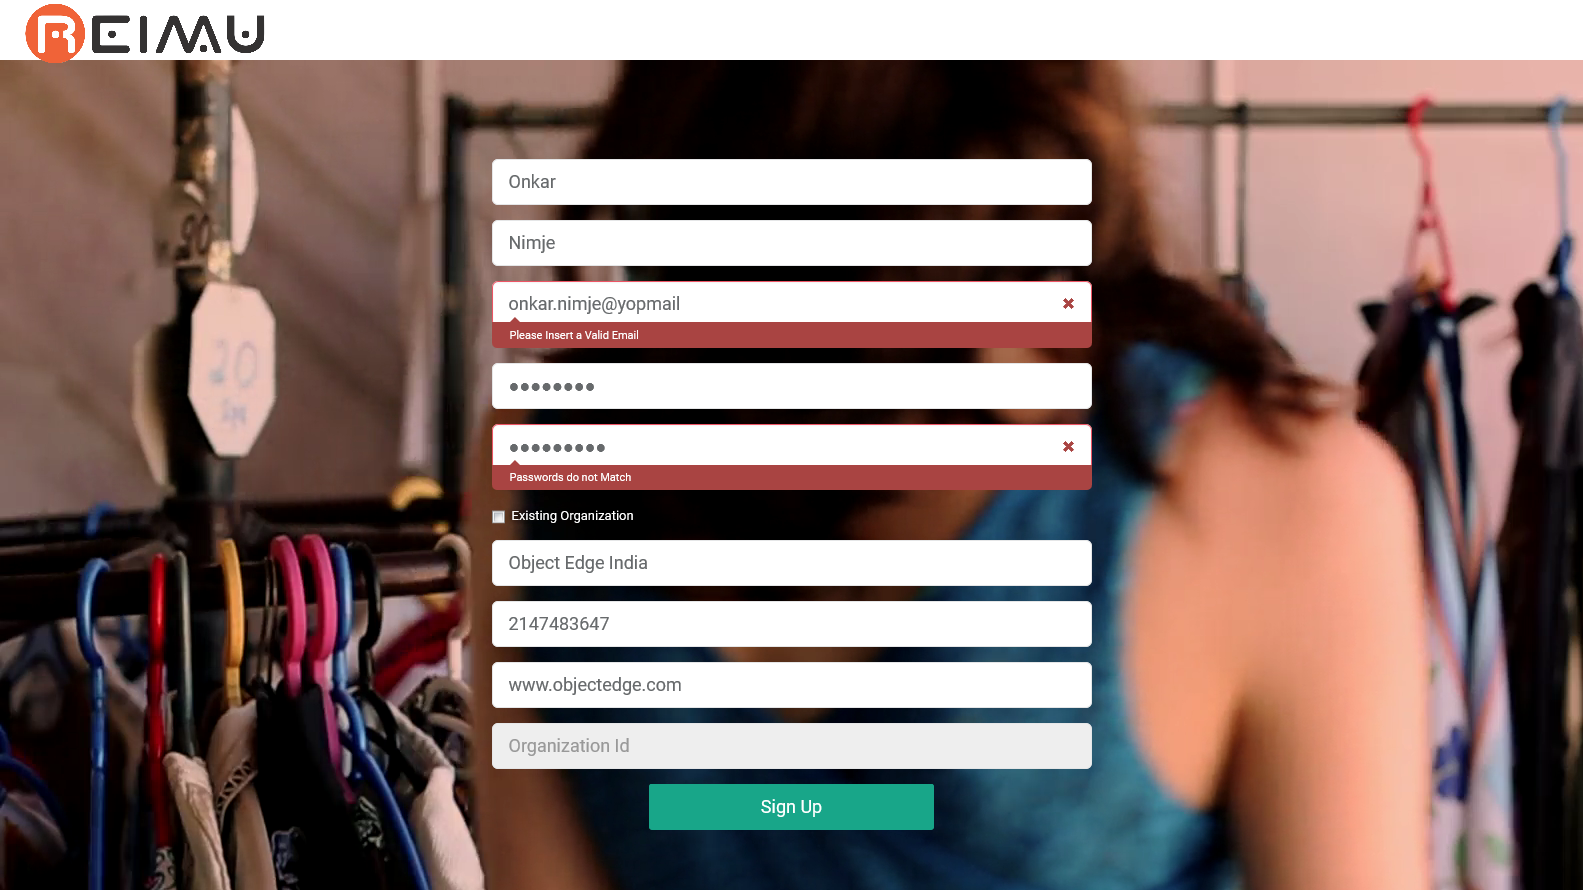 REIMU
Onkar
Nimje
onkar.nimje@yopmail
Please Insert a Valid Email
●●●●●●●●
●●●●●●●●●
Passwords do not Match
Existing Organization
Object Edge India
2147483647
www.objectedge.com
Organization Id
Sign Up
20